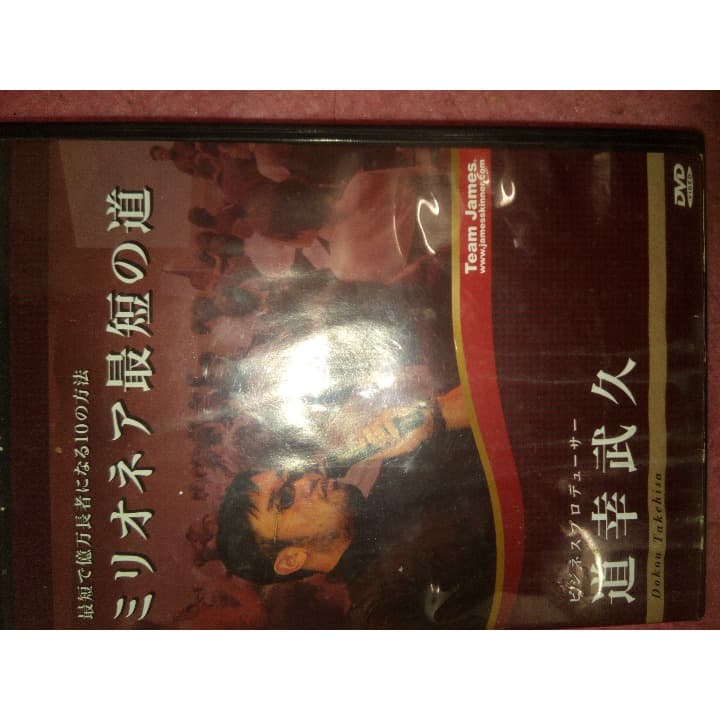 最短で億万長者になる10の方法
ミリオネア最短の道
Team James
www.jamesskinner.com
ビジネスプロデューサー
道幸武久
Dokou Takehisa
DVD
VIDEO